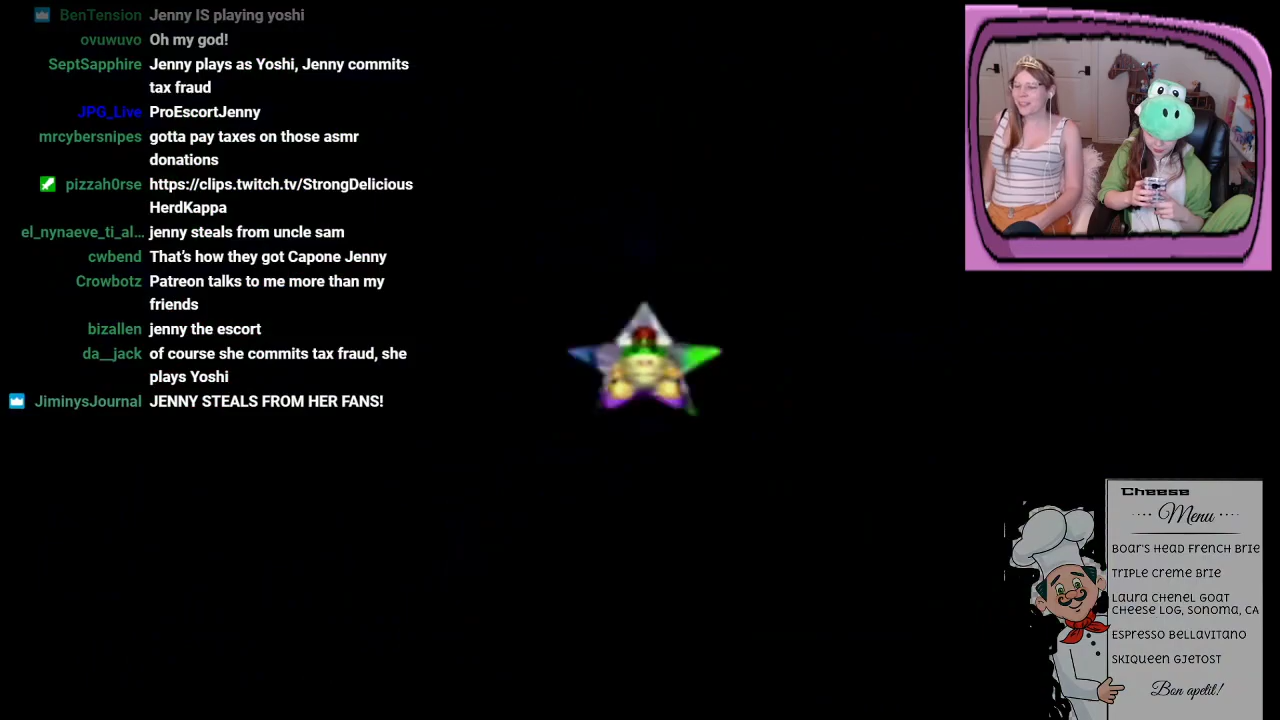 BenTension Jenny IS playing yoshi
ovuwuvo Oh my god!
SeptSapphire Jenny plays as Yoshi, Jenny commits
tax fraud
JPG_Live ProEscortJenny
mrcybersnipes gotta pay taxes on those asmr
donations
pizzah0rse https://clips.twitch.tv/StrongDelicious
HerdKappa
el_nynaeve_ti_al… jenny steals from uncle sam
cwbend That's how they got Capone Jenny
Crowbotz Patreon talks to me more than my
friends
bizallen jenny the escort
da__jack of course she commits tax fraud, she
plays Yoshi
JiminysJournal JENNY STEALS FROM HER FANS!
Cheese
Menu
Boar's Head French Brie
Triple Creme Brie
Laura Chenel Goat
Cheese Log, Sonoma, CA
Espresso Bellavitano
Skiqueen Gjetost
Bon apetit!